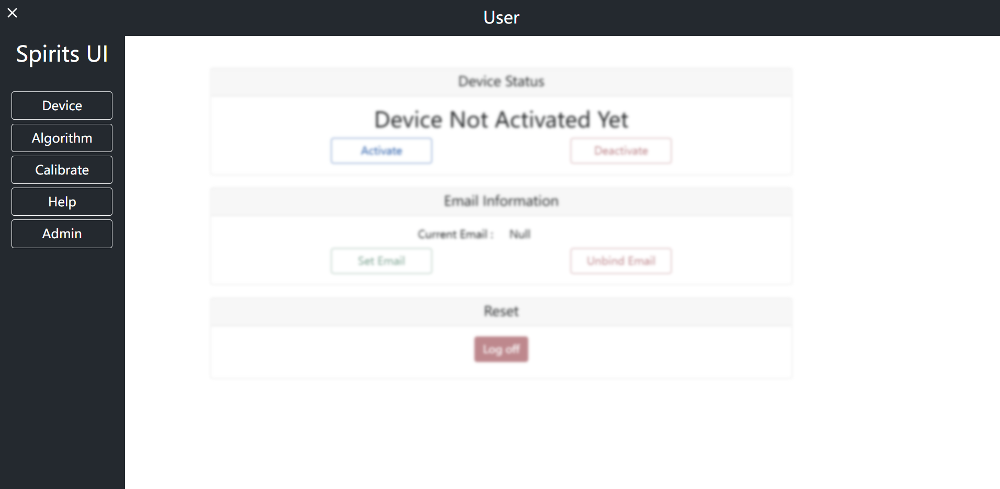 User
Spirits UI
Device
Algorithm
Calibrate
Help
Admin
Device Status
Device Not Activated Yet
Activate
Deactivate
Email Information
Current Email : Null
Set Email
Unbind Email
Reset
Log off